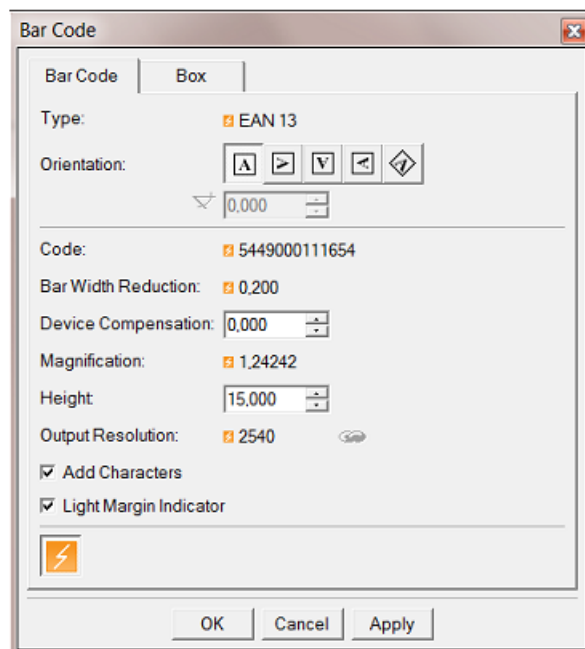 Bar Code
Bar Code Box
Type: EAN 13
Orientation: A A A A A
0,000
Code: 5449000111654
Bar Width Reduction: 0,200
Device Compensation: 0,000
Magnification: 1,24242
Height: 15,000
Output Resolution: 2540
Add Characters
Light Margin Indicator
OK Cancel Apply